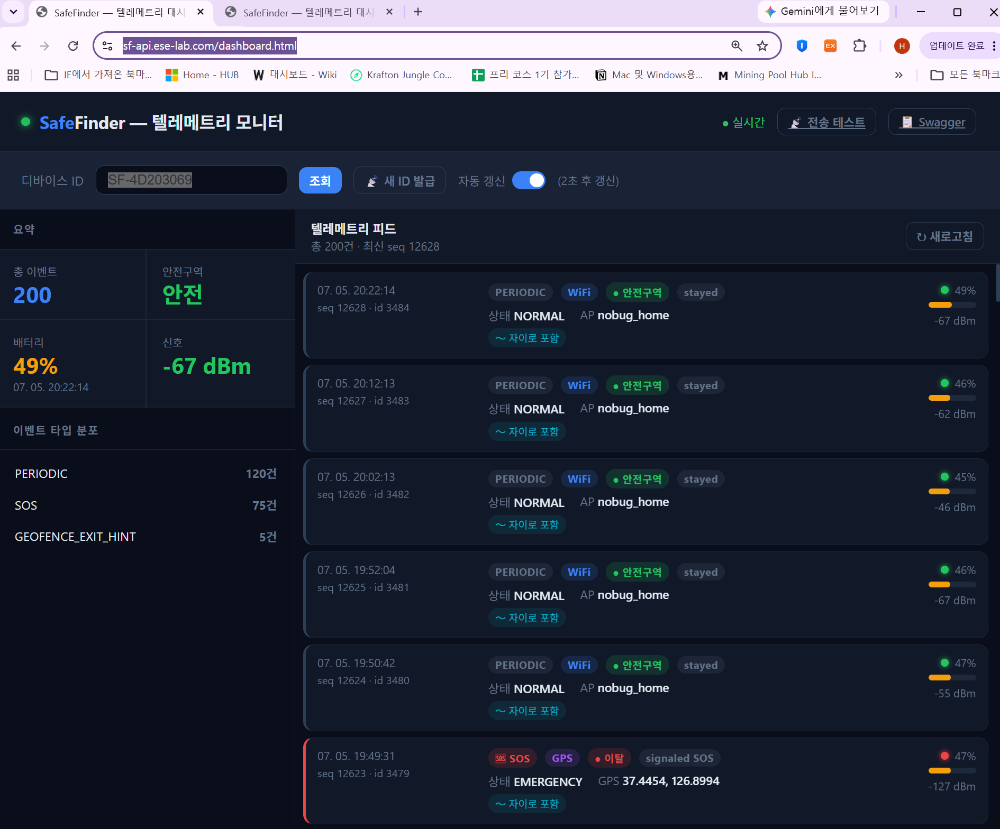 SafeFinder — 텔레메트리 대시
SafeFinder — 텔레메트리 대시
Gemini에게 물어보기
sf-api.ese-lab.com/dashboard.html
EX
H
업데이트 완료
IE에서 가져온 북마...
Home - HUB
W 대시보드 - Wiki
Krafton Jungle Co...
프리 코스 1기 참가...
Mac 및 Windows용...
Mining Pool Hub I...
모든 북마크
SafeFinder — 텔레메트리 모니터
● 실시간
전송 테스트
Swagger
디바이스 ID
SF-4D203069
조회
새 ID 발급
자동 갱신
(2초 후 갱신)
요약
총 이벤트
200
안전구역
안전
배터리
49%
07. 05. 20:22:14
신호
-67 dBm
이벤트 타입 분포
PERIODIC 120건
SOS 75건
GEOFENCE_EXIT_HINT 5건
텔레메트리 피드
총 200건 · 최신 seq 12628
↻ 새로고침
07. 05. 20:22:14
seq 12628 · id 3484
PERIODIC WiFi ● 안전구역 stayed
상태 NORMAL AP nobug_home
～ 자이로 포함
49%
-67 dBm
07. 05. 20:12:13
seq 12627 · id 3483
PERIODIC WiFi ● 안전구역 stayed
상태 NORMAL AP nobug_home
～ 자이로 포함
46%
-62 dBm
07. 05. 20:02:13
seq 12626 · id 3482
PERIODIC WiFi ● 안전구역 stayed
상태 NORMAL AP nobug_home
～ 자이로 포함
45%
-46 dBm
07. 05. 19:52:04
seq 12625 · id 3481
PERIODIC WiFi ● 안전구역 stayed
상태 NORMAL AP nobug_home
～ 자이로 포함
46%
-67 dBm
07. 05. 19:50:42
seq 12624 · id 3480
PERIODIC WiFi ● 안전구역 stayed
상태 NORMAL AP nobug_home
～ 자이로 포함
47%
-55 dBm
07. 05. 19:49:31
seq 12623 · id 3479
🆘 SOS GPS ● 이탈 signaled SOS
상태 EMERGENCY GPS 37.4454, 126.8994
～ 자이로 포함
47%
-127 dBm